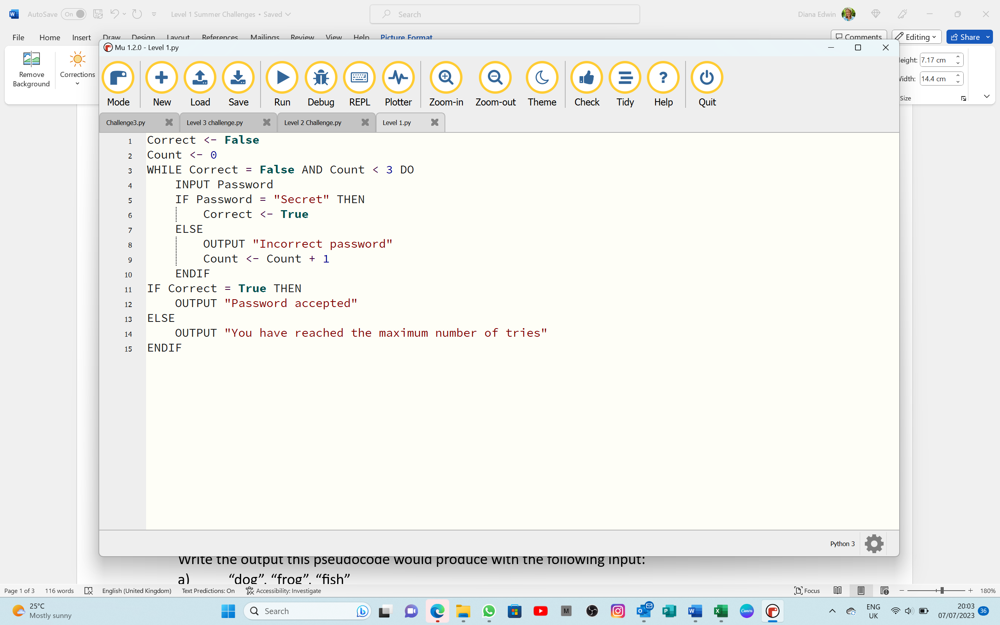 AutoSave On Level 1 Summer Challenges • Saved Search Diana Edwin
File Home Insert Draw Design Layout References Mailings Review View Help Picture Format Comments Editing Share
Mu 1.2.0 - Level 1.py
Remove Background
Corrections
Height: 7.17 cm
Width: 14.4 cm
Size
Mode New Load Save Run Debug REPL Plotter Zoom-in Zoom-out Theme Check Tidy Help Quit
Challenge3.py Level 3 challenge.py Level 2 Challenge.py Level 1.py
1 Correct <- False
2 Count <- 0
3 WHILE Correct = False AND Count < 3 DO
4 INPUT Password
5 IF Password = "Secret" THEN
6 Correct <- True
7 ELSE
8 OUTPUT "Incorrect password"
9 Count <- Count + 1
10 ENDIF
11 IF Correct = True THEN
12 OUTPUT "Password accepted"
13 ELSE
14 OUTPUT "You have reached the maximum number of tries"
15 ENDIF
Python 3
Write the output this pseudocode would produce with the following input:
a) “dog”, “frog”, “fish”
Page 1 of 3 116 words English (United Kingdom) Text Predictions: On Accessibility: Investigate Focus 180%
25°C
Mostly sunny
Search
M
Canva
ENG
UK
20:03
07/07/2023
36